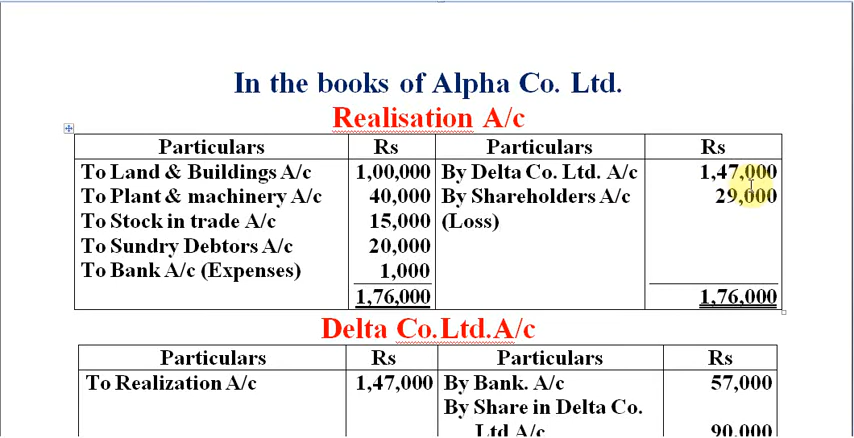 In the books of Alpha Co. Ltd.
Realisation A/c
Particulars Rs Particulars Rs
To Land & Buildings A/c 1,00,000 By Delta Co. Ltd. A/c 1,47,000
To Plant & machinery A/c 40,000 By Shareholders A/c 29,000
To Stock in trade A/c 15,000 (Loss)
To Sundry Debtors A/c 20,000
To Bank A/c (Expenses) 1,000
1,76,000 1,76,000
Delta Co.Ltd.A/c
Particulars Rs Particulars Rs
To Realization A/c 1,47,000 By Bank. A/c 57,000
By Share in Delta Co.
Ltd A/c 90,000